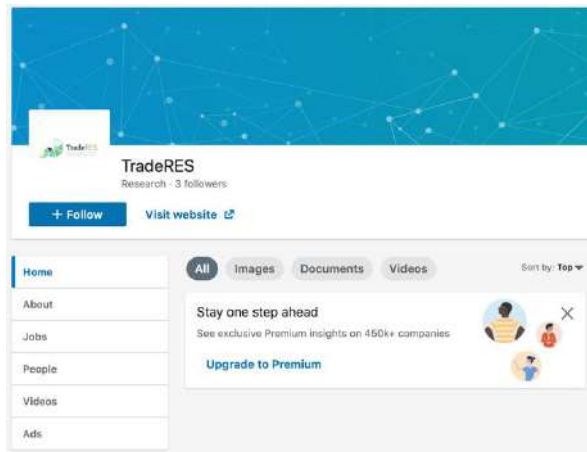 TradeRES
TradeRES
Research · 3 followers
+ Follow
Visit website
Home
About
Jobs
People
Videos
Ads
All
Images
Documents
Videos
Sort by: Top
Stay one step ahead
See exclusive Premium insights on 450k+ companies
Upgrade to Premium